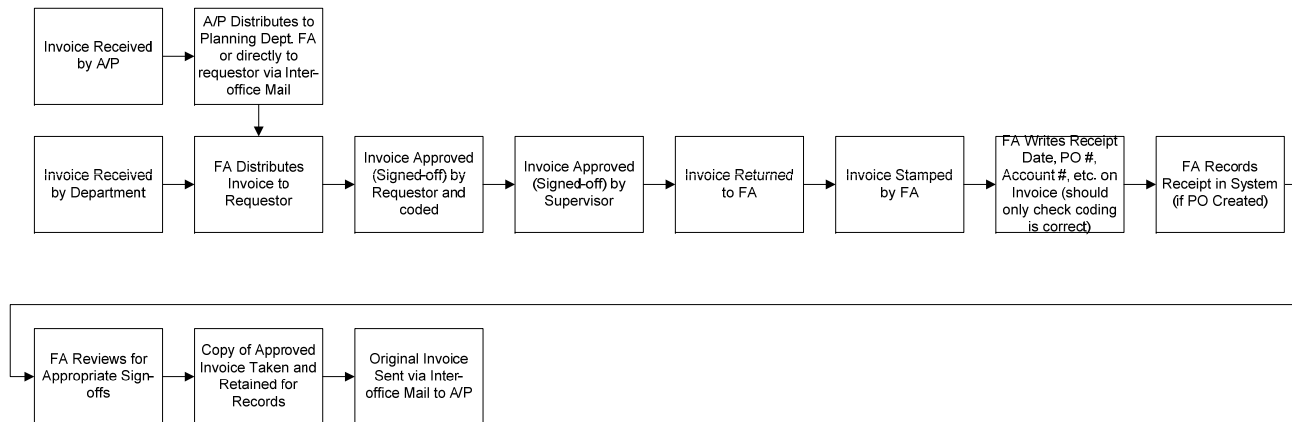 Invoice Received
by A/P
A/P Distributes to
Planning Dept. FA
or directly to
requestor via Inter-
office Mail
Invoice Received
by Department
FA Distributes
Invoice to
Requestor
Invoice Approved
(Signed-off) by
Requestor and
coded
Invoice Approved
(Signed-off) by
Supervisor
Invoice Returned
to FA
Invoice Stamped
by FA
FA Writes Receipt
Date, PO #,
Account #, etc. on
Invoice (should
only check coding
is correct)
FA Records
Receipt in System
(if PO Created)
FA Reviews for
Appropriate Sign-
offs
Copy of Approved
Invoice Taken and
Retained for
Records
Original Invoice
Sent via Inter-
office Mail to A/P